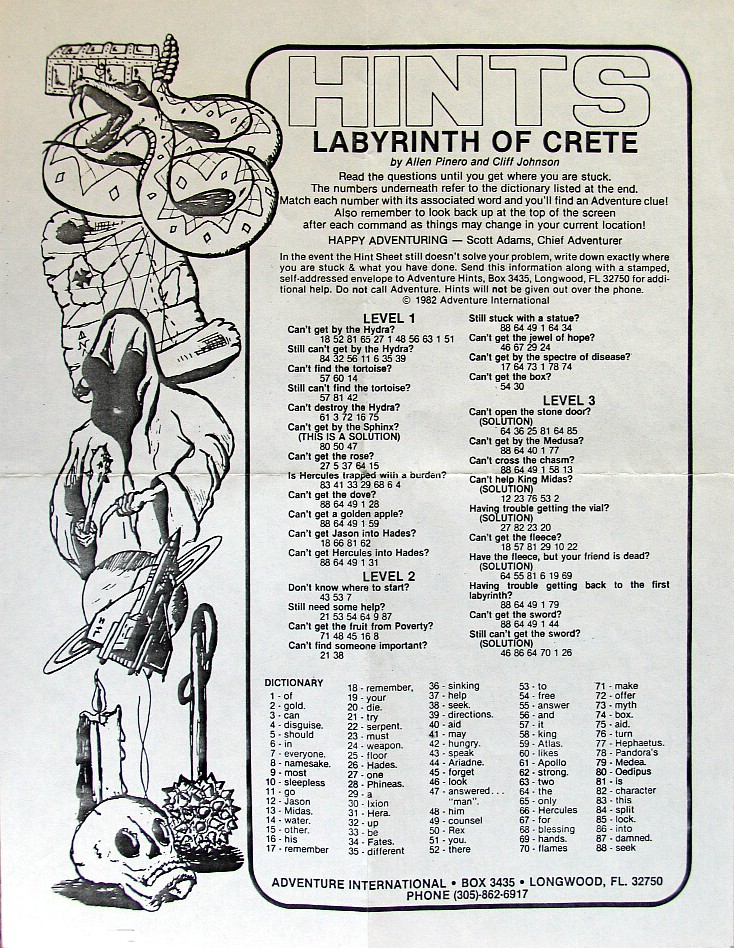 HINTS
LABYRINTH OF CRETE
by Allen Pinero and Cliff Johnson
Read the questions until you get where you are stuck.
The numbers underneath refer to the dictionary listed at the end.
Match each number with its associated word and you'll find an Adventure clue!
Also remember to look back up at the top of the screen
after each command as things may change in your current location!
HAPPY ADVENTURING — Scott Adams, Chief Adventurer
In the event the Hint Sheet still doesn't solve your problem, write down exactly where
you are stuck & what you have done. Send this information along with a stamped,
self-addressed envelope to Adventure Hints, Box 3435, Longwood, FL 32750 for addi-
tional help. Do not call Adventure. Hints will not be given out over the phone.
© 1982 Adventure International
LEVEL 1
Can't get by the Hydra?
18 52 81 65 27 1 48 56 63 1 51
Still can't get by the Hydra?
84 32 56 11 6 35 39
Can't find the tortoise?
57 60 14
Still can't find the tortoise?
57 81 42
Can't destroy the Hydra?
61 3 72 16 75
Can't get by the Sphinx?
(THIS IS A SOLUTION)
80 50 47
Can't get the rose?
27 5 37 64 15
Is Hercules trapped with a burden?
83 41 33 29 68 6 4
Can't get the dove?
88 64 49 1 28
Can't get a golden apple?
88 64 49 1 59
Can't get Jason into Hades?
18 66 81 62
Can't get Hercules into Hades?
88 64 49 1 31
LEVEL 2
Don't know where to start?
43 53 7
Still need some help?
21 53 54 64 9 87
Can't get the fruit from Poverty?
71 48 45 16 8
Can't find someone important?
21 38
Still stuck with a statue?
88 64 49 1 64 34
Can't get the jewel of hope?
46 67 29 24
Can't get by the spectre of disease?
17 64 73 1 78 74
Can't get the box?
54 30
LEVEL 3
Can't open the stone door?
(SOLUTION)
64 36 25 81 64 85
Can't get by the Medusa?
88 64 40 1 77
Can't cross the chasm?
88 64 49 1 58 13
Can't help King Midas?
(SOLUTION)
12 23 76 53 2
Having trouble getting the vial?
(SOLUTION)
27 82 23 20
Can't get the fleece?
18 57 81 29 10 22
Have the fleece, but your friend is dead?
(SOLUTION)
64 55 81 6 19 69
Having trouble getting back to the first
labyrinth?
88 64 49 1 79
Can't get the sword?
88 64 49 1 44
Still can't get the sword?
(SOLUTION)
46 86 64 70 1 26
DICTIONARY
1 - of
2 - gold.
3 - can
4 - disguise.
5 - should
6 - in
7 - everyone.
8 - namesake.
9 - most
10 - sleepless
11 - go
12 - Jason
13 - Midas.
14 - water.
15 - other.
16 - his
17 - remember
18 - remember,
19 - your
20 - die.
21 - try
22 - serpent.
23 - must
24 - weapon.
25 - floor
26 - Hades.
27 - one
28 - Phineas.
29 - a
30 - Ixion
31 - Hera.
32 - up
33 - be
34 - Fates.
35 - different
36 - sinking
37 - help
38 - seek.
39 - directions.
40 - aid
41 - may
42 - hungry.
43 - speak
44 - Ariadne.
45 - forget
46 - look
47 - answered...
"man".
48 - him
49 - counsel
50 - Rex
51 - you.
52 - there
53 - to
54 - free
55 - answer
56 - and
57 - it
58 - king
59 - Atlas.
60 - likes
61 - Apollo
62 - strong.
63 - two
64 - the
65 - only
66 - Hercules
67 - for
68 - blessing
69 - hands.
70 - flames
71 - make
72 - offer
73 - myth
74 - box.
75 - aid.
76 - turn
77 - Hephaetus.
78 - Pandora's
79 - Medea.
80 - Oedipus
81 - is
82 - character
83 - this
84 - split
85 - lock.
86 - into
87 - damned.
88 - seek
ADVENTURE INTERNATIONAL • BOX 3435 • LONGWOOD, FL. 32750
PHONE (305)-862-6917